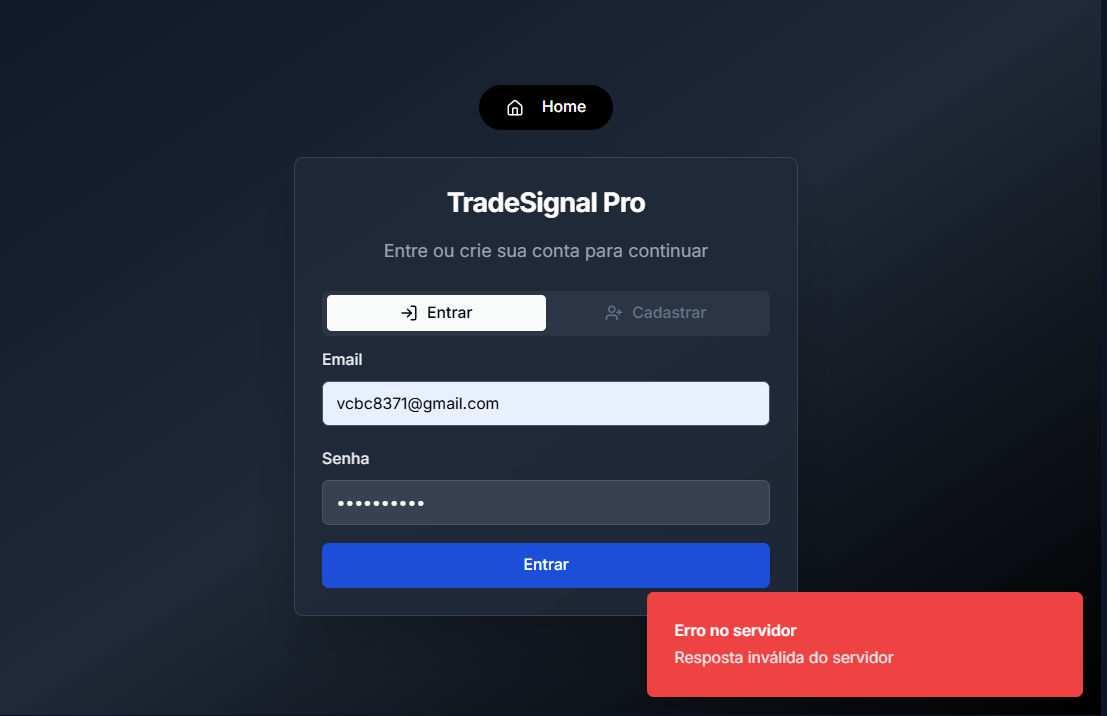 Home
TradeSignal Pro
Entre ou crie sua conta para continuar
Entrar
Cadastrar
Email
vcbc8371@gmail.com
Senha
••••••••••
Entrar
Erro no servidor
Resposta inválida do servidor